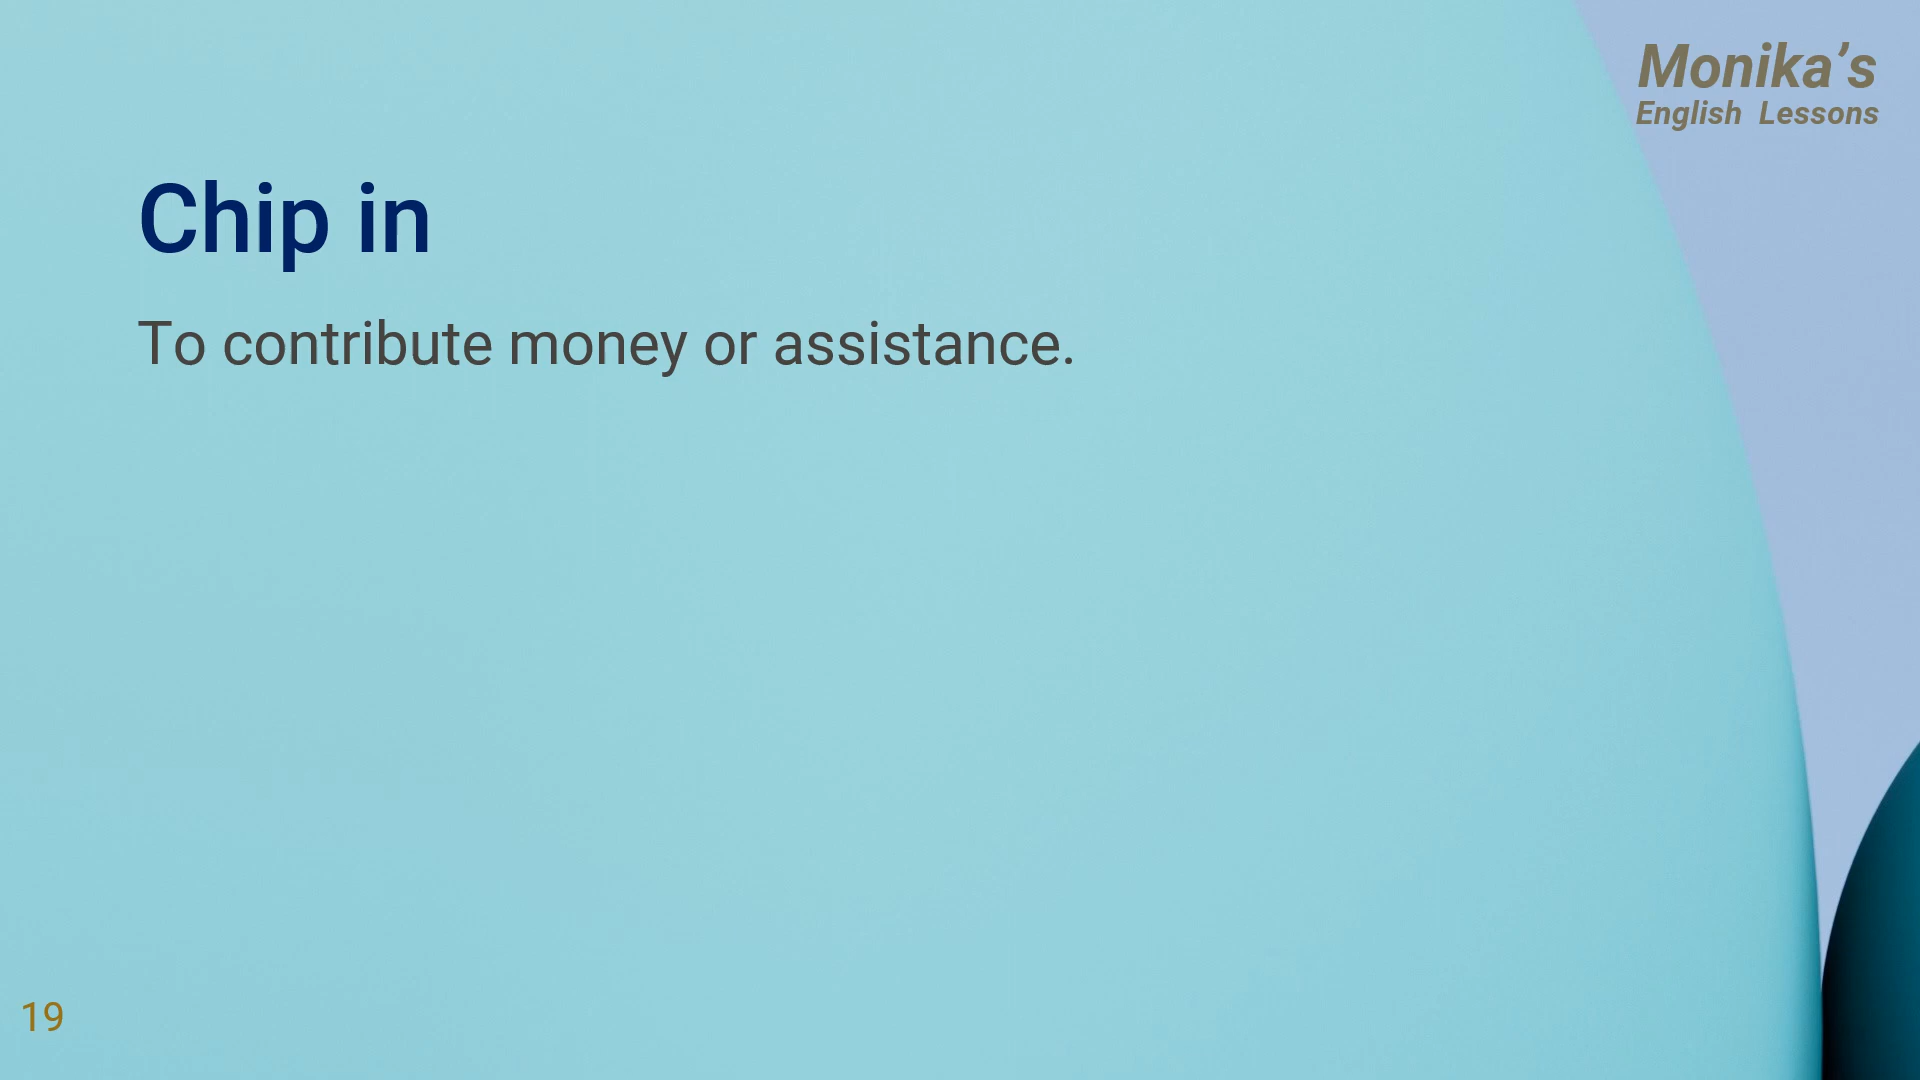 Monika’s
English Lessons
Chip in
To contribute money or assistance.
19